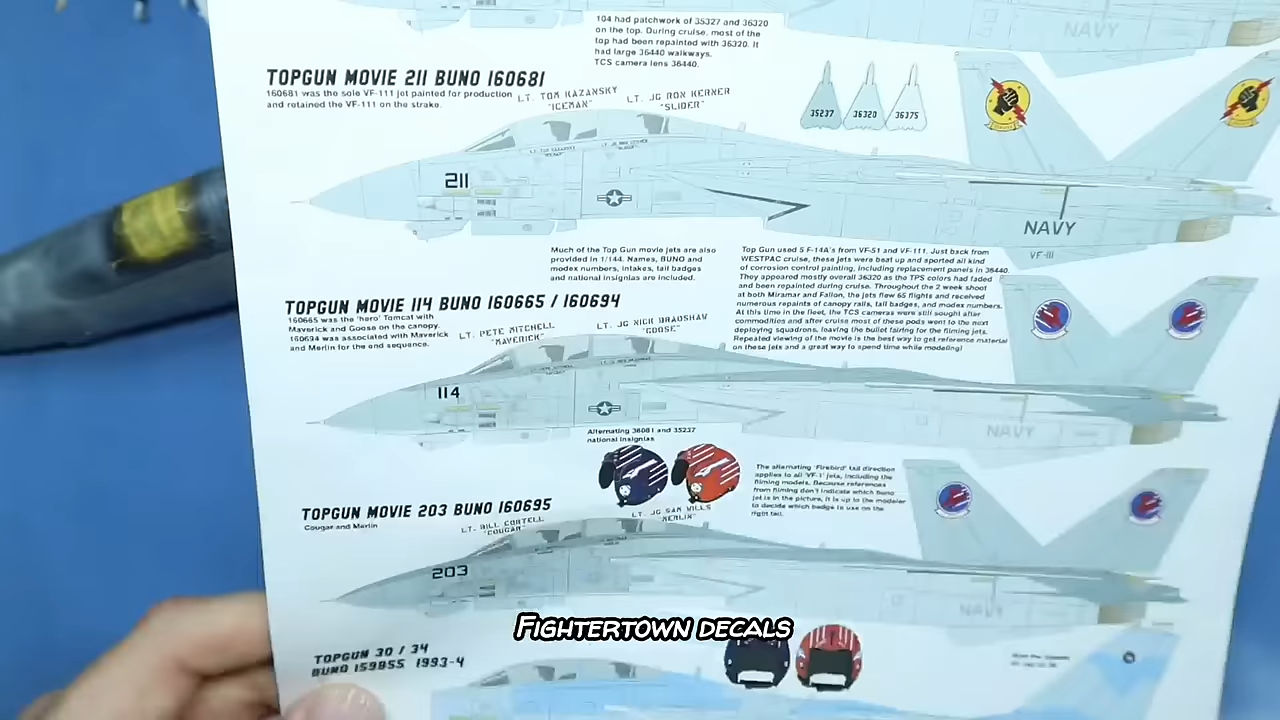 104 had patchwork of 35327 and 36320
on the top. During cruise, most of the
top had been repainted with 36320. It
had large 36440 walkways.
TCS camera lens 36440.
NAVY
TOPGUN MOVIE 211 BUNO 160681
160681 was the sole VF-111 jet painted for production
and retained the VF-111 on the strake.
LT. TOM KAZANSKY
"ICEMAN"
LT. JG RON KERNER
"SLIDER"
35237
36320
36375
211
NAVY
VF-111
Much of the Top Gun movie jets are also
provided in 1/144. Names, BUNO and
modex numbers, intakes, tail badges
and national insignias are included.
Top Gun used 5 F-14A's from VF-51 and VF-111. Just back from
WESTPAC cruise, these jets were beat up and sported all kind
of corrosion control painting, including replacement panels in 36440.
They appeared mostly overall 36320 as the TPS colors had faded
and been repainted during cruise. Throughout the 2 week shoot
at both Miramar and Fallon, the jets flew 65 flights and received
numerous repaints of canopy rails, tail badges, and modex numbers.
At this time in the fleet, the TCS cameras were still sought after
commodities and after cruise most of these pods went to the next
deploying squadrons, leaving the bullet fairing for the filming jets.
Repeated viewing of the movie is the best way to get reference material
on these jets and a great way to spend time while modeling!
TOPGUN MOVIE 114 BUNO 160665 / 160694
160665 was the 'hero' Tomcat with
Maverick and Goose on the canopy.
160694 was associated with Maverick
and Merlin for the end sequence.
LT. PETE MITCHELL
"MAVERICK"
LT. JG NICK BRADSHAW
"GOOSE"
114
NAVY
Alternating 36081 and 35237
national insignias
The alternating 'Firebird' tail direction
applies to all 'VF-1' jets, including the
filming models. Because references
from filming don't indicate which buno
jet is in the picture, it is up to the modeler
to decide which badge to use on the
right tail.
TOPGUN MOVIE 203 BUNO 160695
Cougar and Merlin
LT. BILL CORTELL
"COUGAR"
LT. JG SAM WILLS
"MERLIN"
203
NAVY
FIGHTERTOWN DECALS
TOPGUN 30 / 34
BUNO 159855 1993-4